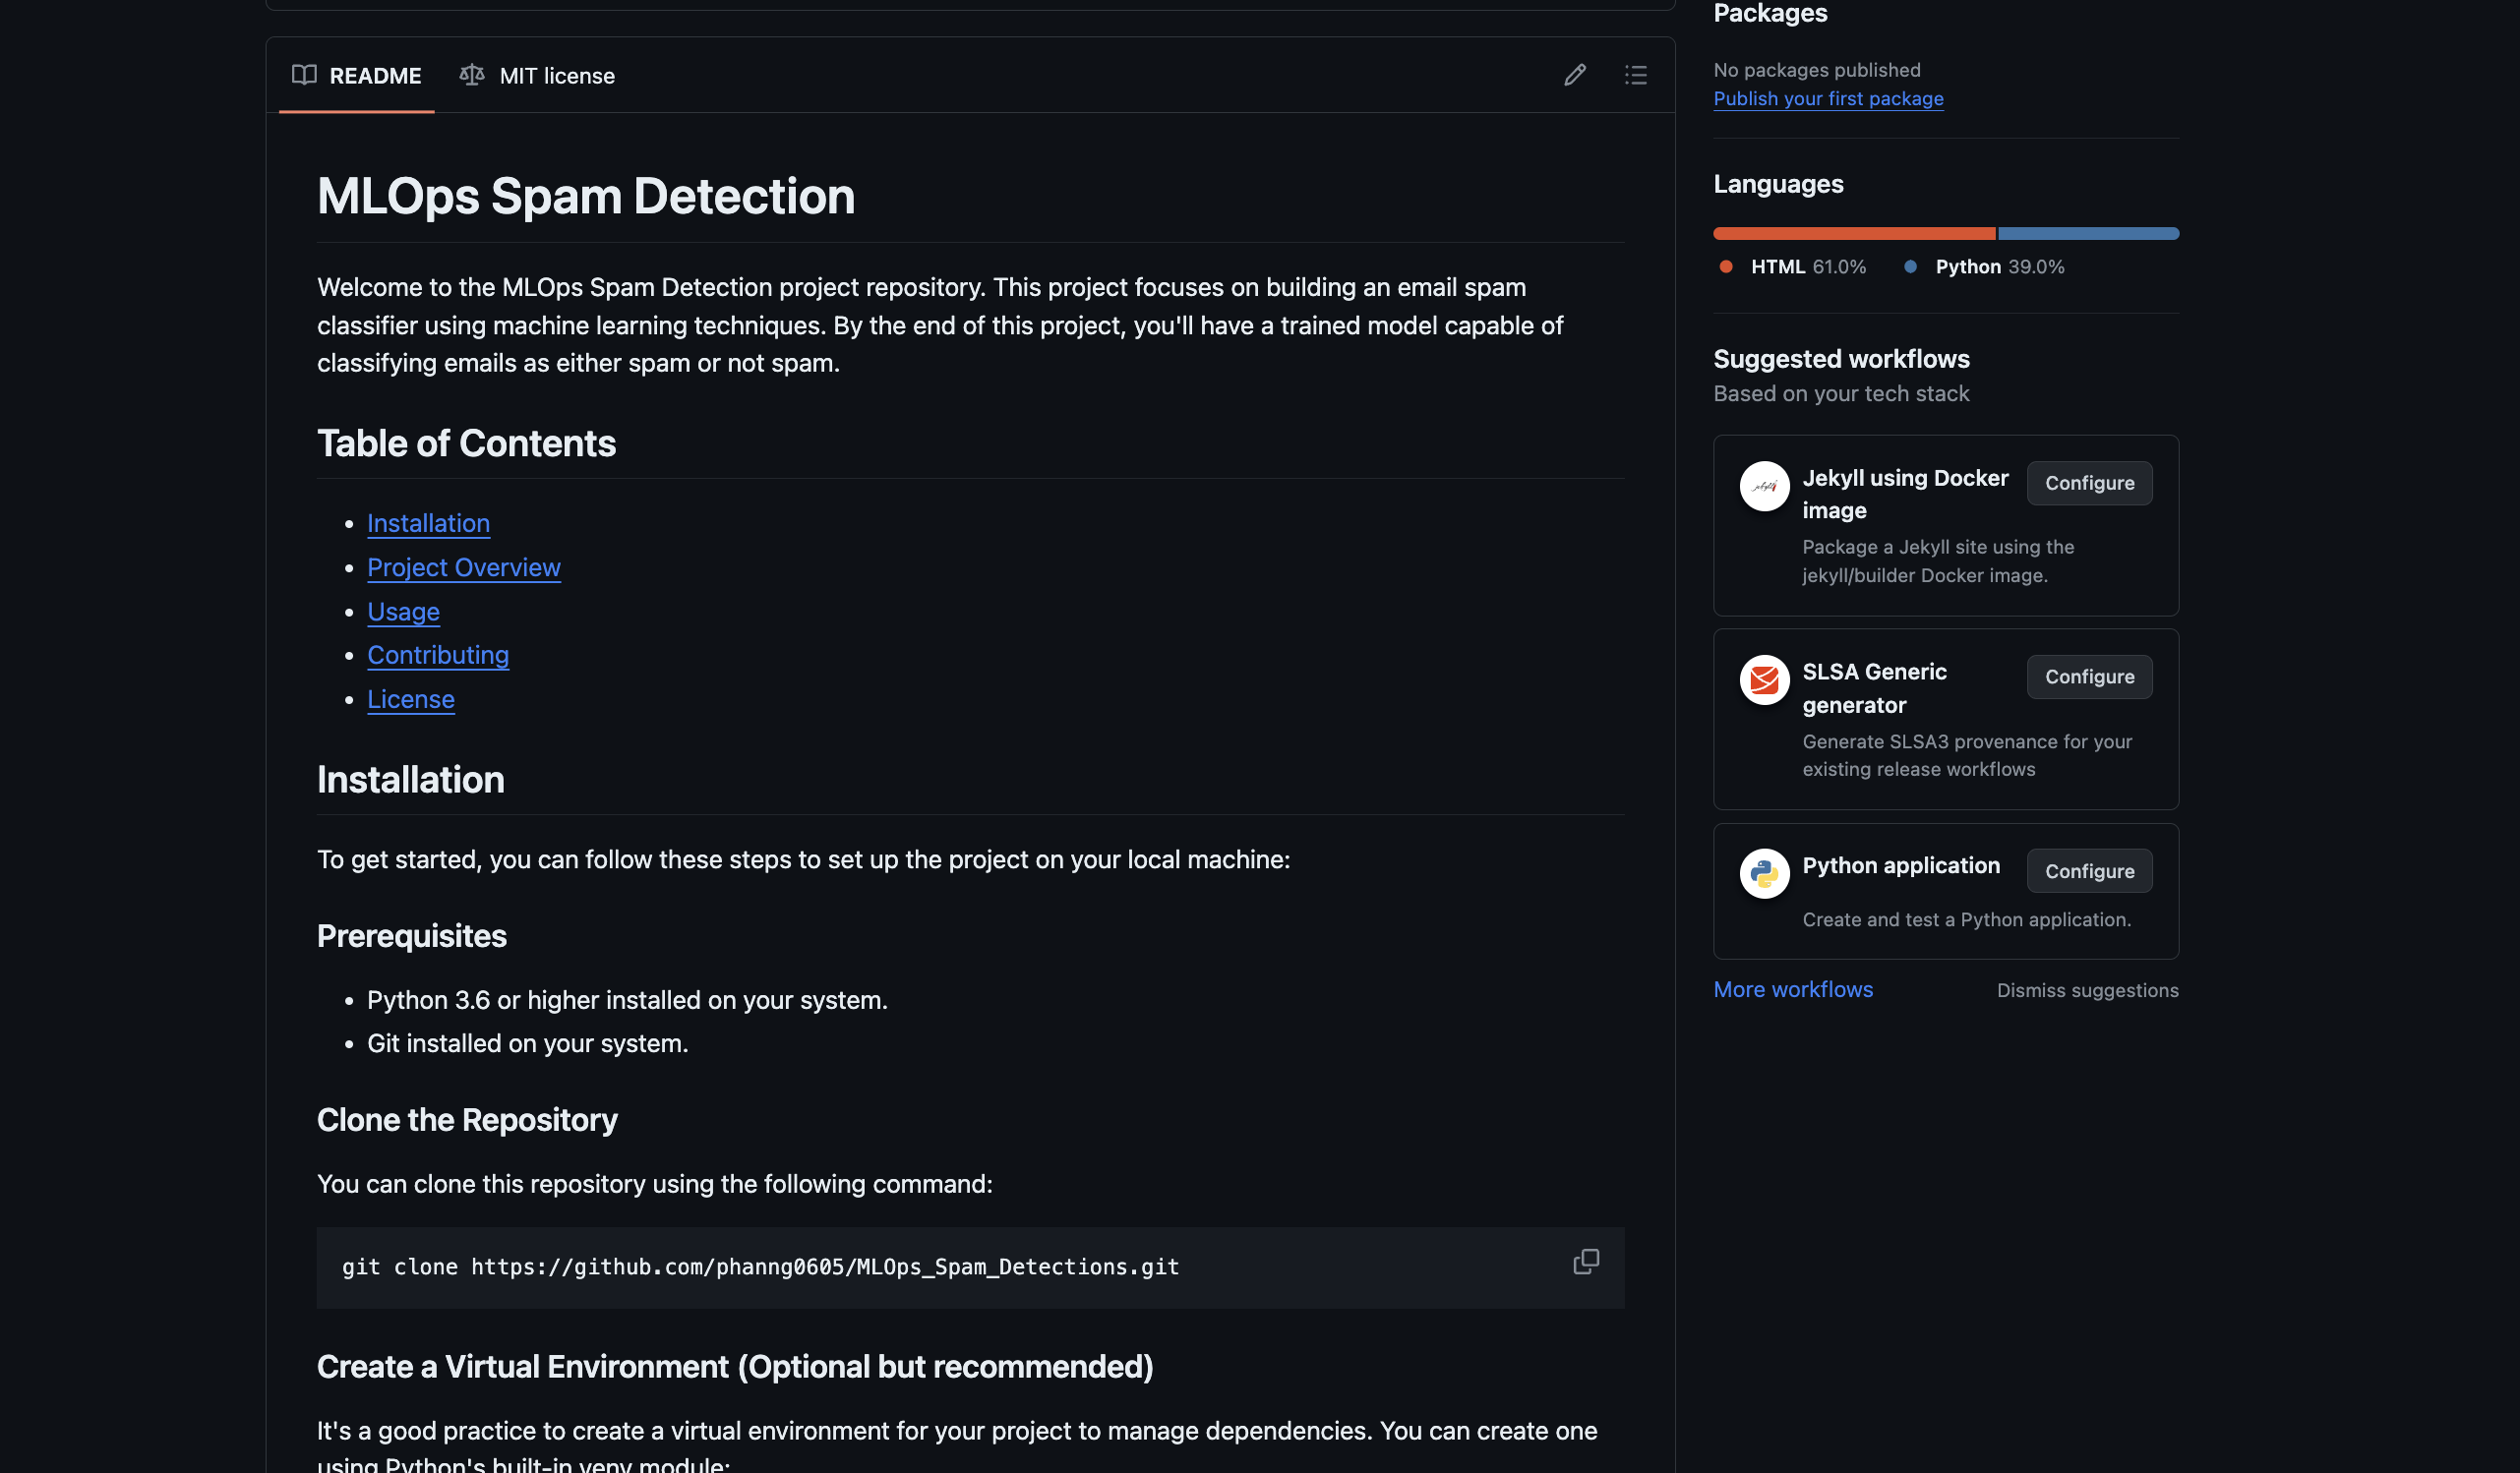 README
MIT license
MLOps Spam Detection
Welcome to the MLOps Spam Detection project repository. This project focuses on building an email spam
classifier using machine learning techniques. By the end of this project, you'll have a trained model capable of
classifying emails as either spam or not spam.
Table of Contents
Installation
Project Overview
Usage
Contributing
License
Installation
To get started, you can follow these steps to set up the project on your local machine:
Prerequisites
Python 3.6 or higher installed on your system.
Git installed on your system.
Clone the Repository
You can clone this repository using the following command:
git clone https://github.com/phanng0605/MLOps_Spam_Detections.git
Create a Virtual Environment (Optional but recommended)
It's a good practice to create a virtual environment for your project to manage dependencies. You can create one
using Python's built-in venv module:
Packages
No packages published
Publish your first package
Languages
HTML 61.0%
Python 39.0%
Suggested workflows
Based on your tech stack
jekyll
Jekyll using Docker
image
Configure
Package a Jekyll site using the
jekyll/builder Docker image.
SLSA Generic
generator
Configure
Generate SLSA3 provenance for your
existing release workflows
Python application
Configure
Create and test a Python application.
More workflows
Dismiss suggestions